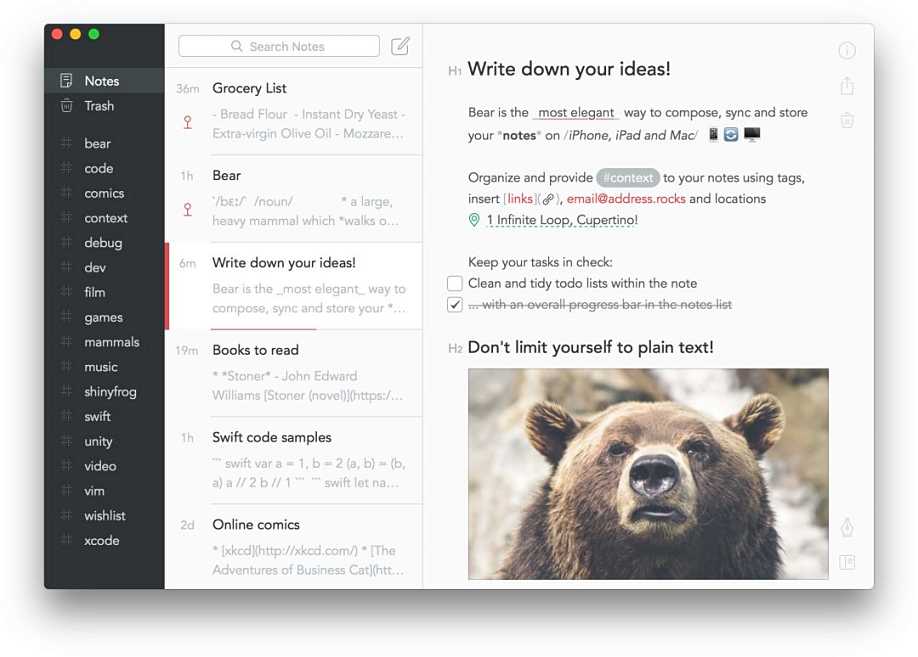 Notes
Trash
bear
code
comics
context
debug
dev
film
games
mammals
music
shinyfrog
swift
unity
video
vim
wishlist
xcode
Search Notes
36m
Grocery List
- Bread Flour - Instant Dry Yeast -
Extra-virgin Olive Oil - Mozzare...
1h
Bear
`/bɛɪ/` /noun/ * a large,
heavy mammal which *walks o...
6m
Write down your ideas!
Bear is the _most elegant_ way to
compose, sync and store your *...
19m
Books to read
* *Stoner* - John Edward
Williams [Stoner (novel)](https:/...
1h
Swift code samples
``` swift var a = 1, b = 2 (a, b) = (b,
a) a // 2 b // 1 ``` ``` swift let na...
2d
Online comics
* [xkcd](http://xkcd.com/) * [The
Adventures of Business Cat](htt...
H1 Write down your ideas!
Bear is the _most elegant_ way to compose, sync and store
your *notes* on /iPhone, iPad and Mac/
Organize and provide #context to your notes using tags,
insert [links](🔗), email@address.rocks and locations
1 Infinite Loop, Cupertino!
Keep your tasks in check:
Clean and tidy todo lists within the note
... with an overall progress bar in the notes list
H2 Don't limit yourself to plain text!